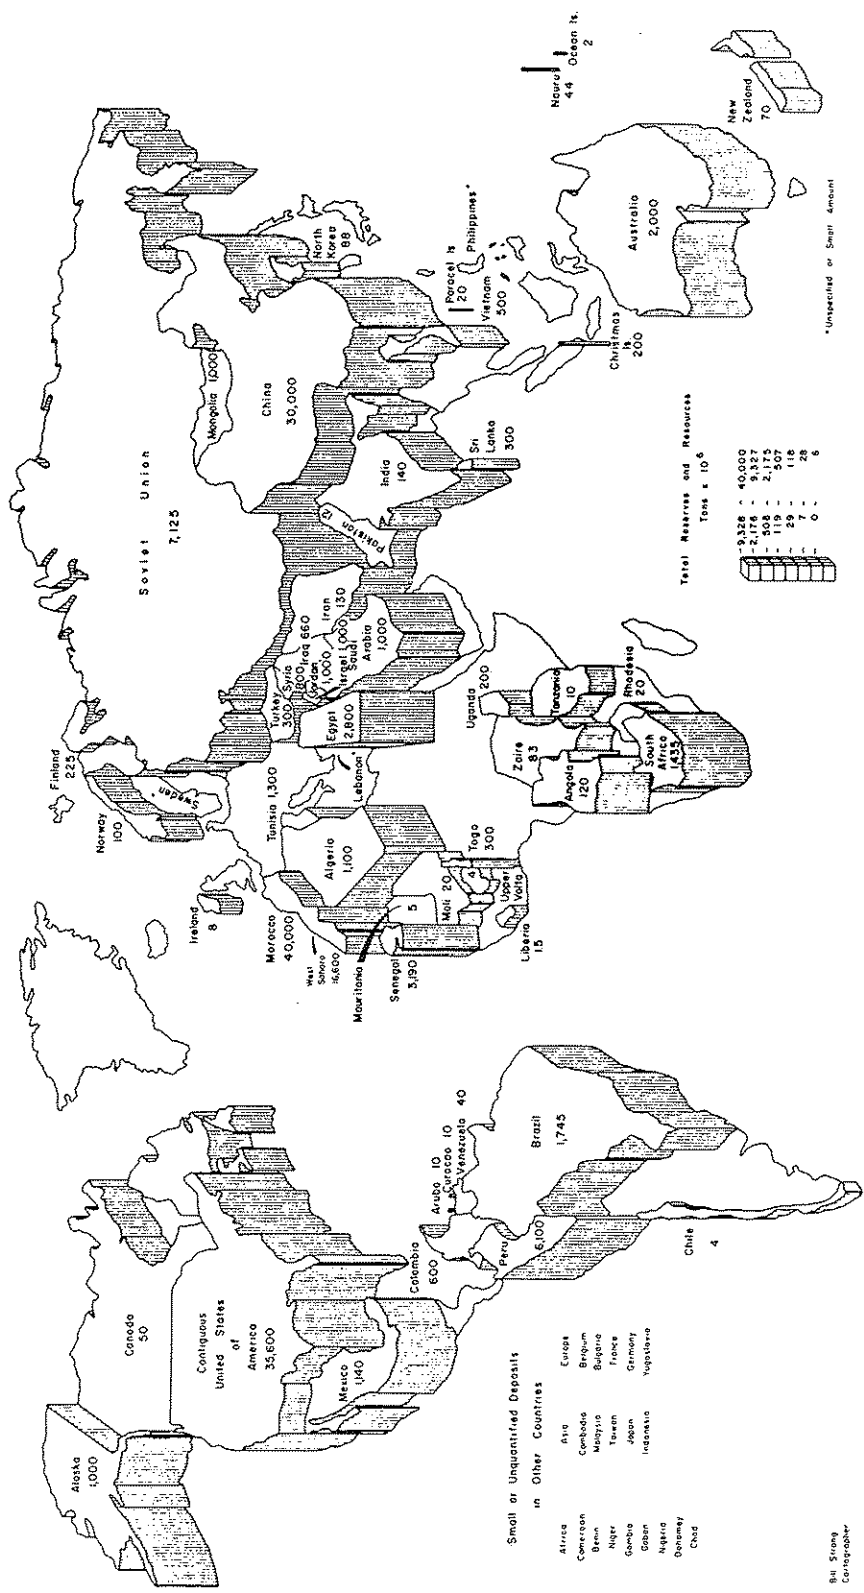 Alaska
1,000
Canada
50
Contiguous
United States
of
America
35,600
Mexico
1,140
Colombia
600
Aruba 10
Curacao 10
Venezuela 40
Peru
6,100
Brazil
1,745
Chile
4
Ireland
8
Norway
100
Sweden*
Finland
225
Soviet Union
7,125
Morocco
40,000
West
Sahara
16,600
Mauritania
5
Senegal
3,190
Algeria
1,100
Tunisia 1,300
Mali 20
4
Upper
Volta
Liberia
1.5
Togo
300
Lebanon*
Egypt
2,800
Turkey
300
Syria
800
Iraq 660
Jordan
1,000
Israel 1,000
Saudi
Arabia
1,000
Iran
130
Pakistan 12
India
140
Sri
Lanka
300
Mongolia 1,000
China
30,000
North
Korea
88
Paracel Is
20
Vietnam
500
Philippines*
Christmas
Is
200
Australia
2,000
Nauru
44
Ocean Is.
2
New
Zealand
70
Uganda
200
Zaire
83
Tanzania
10
Angola
120
Rhodesia
20
South
Africa
1,435
Small or Unquantified Deposits
in Other Countries
Africa Asia Europe
Cameroon Cambodia Belgium
Benin Malaysia Bulgaria
Niger Taiwan France
Gambia Japan Germany
Gabon Indonesia Yugoslavia
Nigeria
Dahomey
Chad
Total Reserves and Resources
Tons x 10⁶
9,328 - 40,000
2,176 - 9,327
508 - 2,175
119 - 507
29 - 118
7 - 28
0 - 6
*Unspecified or Small Amount
Bill Strong
Cartographer